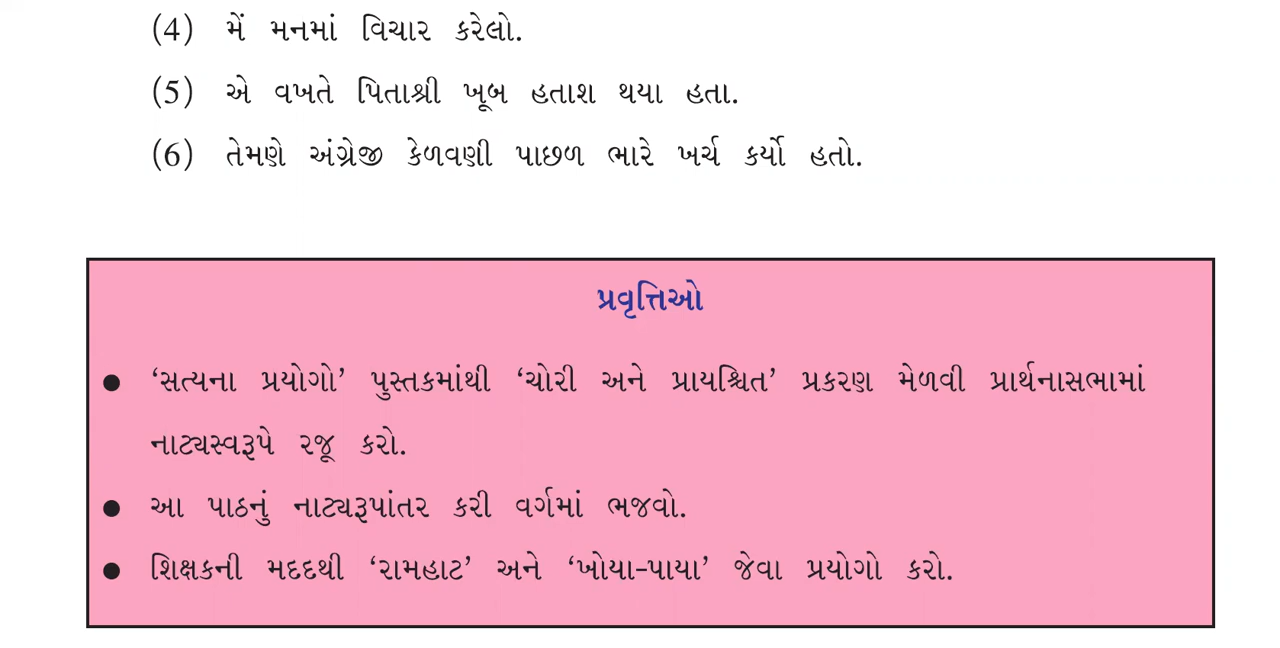 (4) મેં મનમાં વિચાર કરેલો.
(5) એ વખતે પિતાશ્રી ખૂબ હતાશ થયા હતા.
(6) તેમણે અંગ્રેજી કેળવણી પાછળ ભારે ખર્ચ કર્યો હતો.
પ્રવૃત્તિઓ
● ‘સત્યના પ્રયોગો’ પુસ્તકમાંથી ‘ચોરી અને પ્રાયશ્ચિત’ પ્રકરણ મેળવી પ્રાર્થનાસભામાં
નાટ્યસ્વરૂપે રજૂ કરો.
● આ પાઠનું નાટ્યરૂપાંતર કરી વર્ગમાં ભજવો.
● શિક્ષકની મદદથી ‘રામહાટ’ અને ‘ખોયા-પાયા’ જેવા પ્રયોગો કરો.